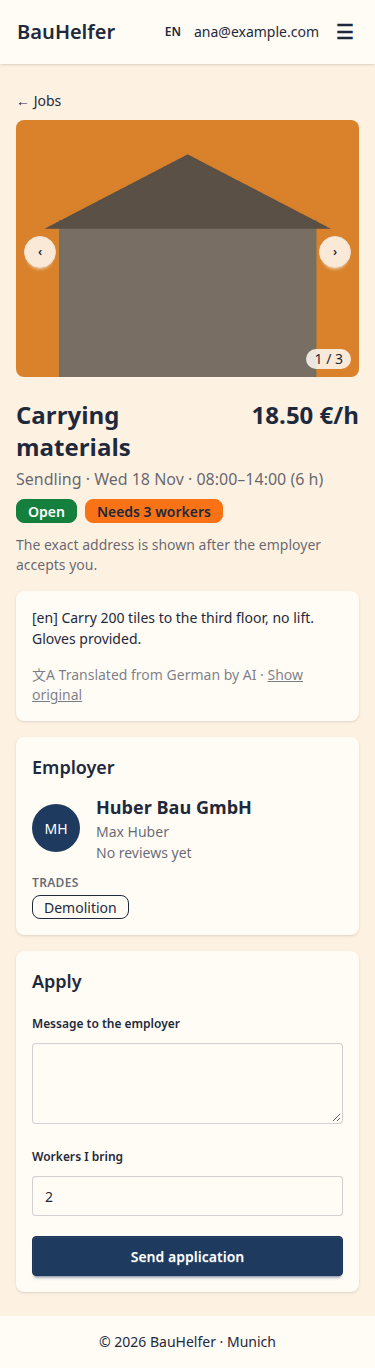 BauHelfer EN ana@example.com ☰
← Jobs
‹ ›
1 / 3
Carrying materials 18.50 €/h
Sendling · Wed 18 Nov · 08:00–14:00 (6 h)
Open Needs 3 workers
The exact address is shown after the employer
accepts you.
[en] Carry 200 tiles to the third floor, no lift.
Gloves provided.
文A Translated from German by AI · Show
original
Employer
MH
Huber Bau GmbH
Max Huber
No reviews yet
TRADES
Demolition
Apply
Message to the employer
Workers I bring
2
Send application
© 2026 BauHelfer · Munich